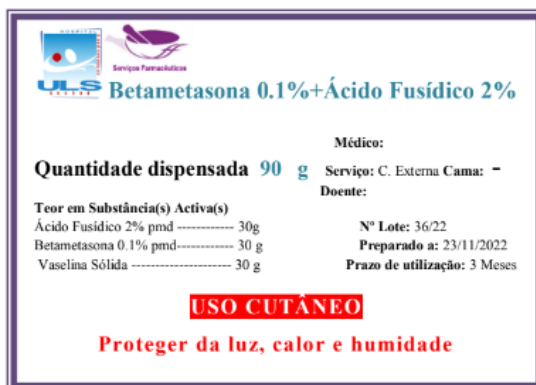 HOSPITAL
Serviços Farmacêuticos
ULS
Betametasona 0.1%+Ácido Fusídico 2%
Médico:
Quantidade dispensada 90 g Serviço: C. Externa Cama: -
Doente:
Teor em Substância(s) Activa(s)
Ácido Fusídico 2% pmd ------------ 30g
Nº Lote: 36/22
Betametasona 0.1% pmd------------ 30 g
Preparado a: 23/11/2022
Vaselina Sólida --------------------- 30 g
Prazo de utilização: 3 Meses
USO CUTÂNEO
Proteger da luz, calor e humidade